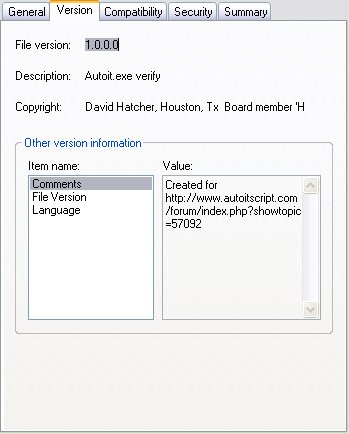 General Version Compatibility Security Summary
File version: 1.0.0.0
Description: Autoit.exe verify
Copyright: David Hatcher, Houston, Tx Board member 'H
Other version information
Item name: Value:
Comments
File Version
Language
Created for
http://www.autoitscript.com
/forum/index.php?showtopic
=57092